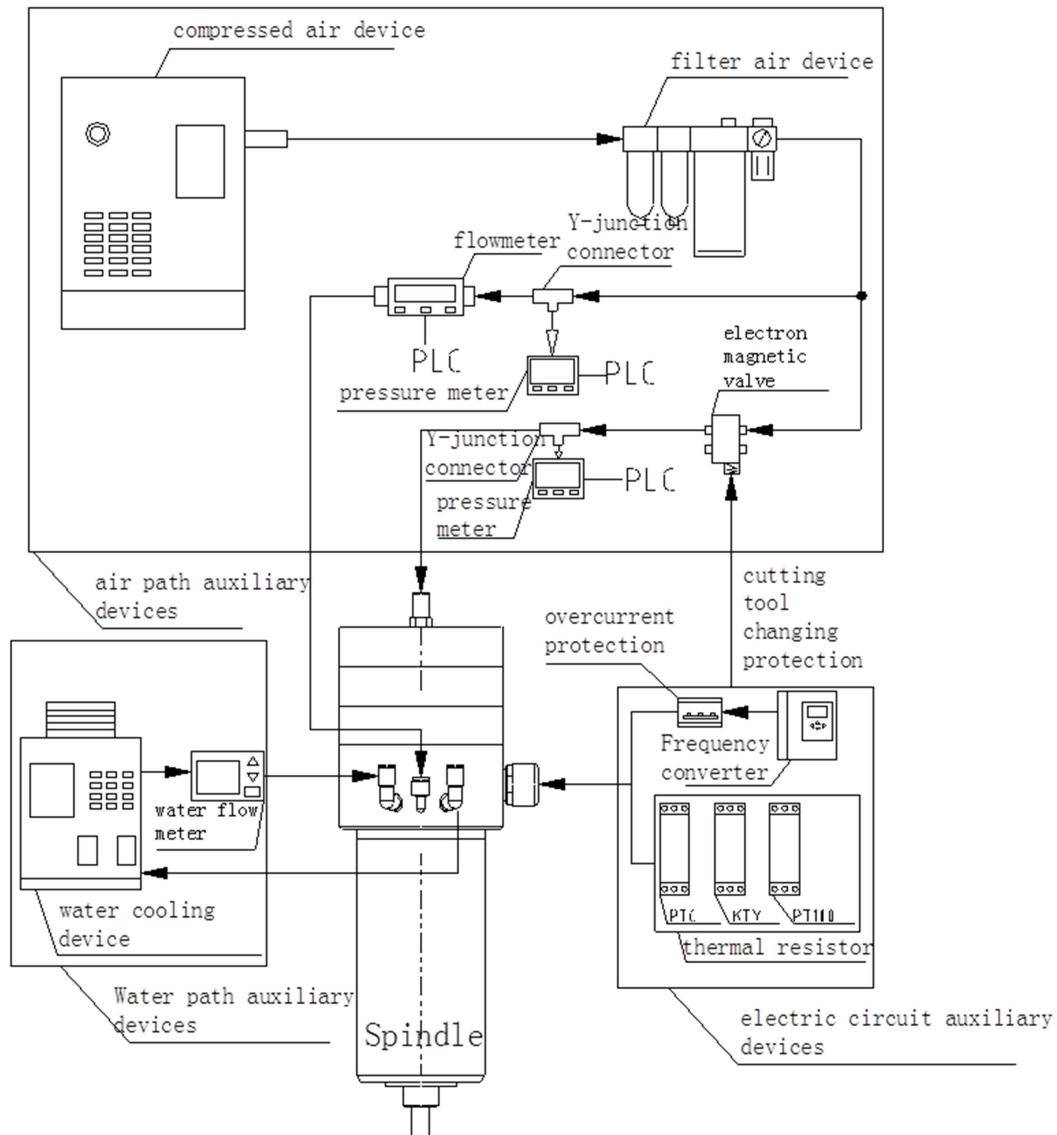 compressed air device
filter air device
Y-junction
connector
flowmeter
PLC
pressure meter
PLC
electron
magnetic
valve
Y-junction
connector
pressure
meter
PLC
air path auxiliary
devices
cutting
tool
changing
protection
overcurrent
protection
Frequency
converter
water flow
meter
water cooling
device
Water path auxiliary
devices
PTC
KTY
PT100
thermal resistor
electric circuit auxiliary
devices
Spindle